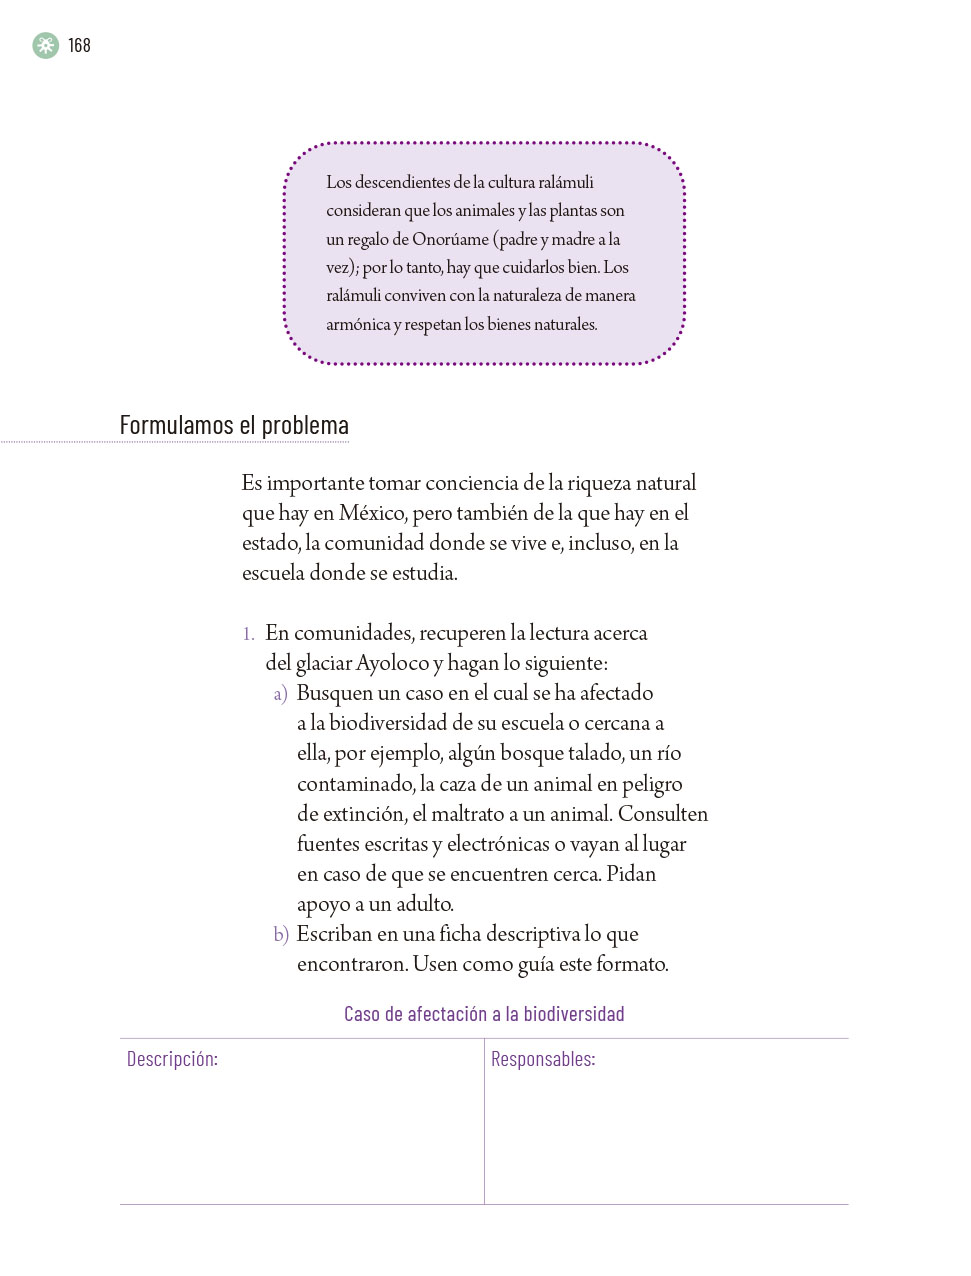 168
Los descendientes de la cultura ralámuli
consideran que los animales y las plantas son
un regalo de Onorúame (padre y madre a la
vez); por lo tanto, hay que cuidarlos bien. Los
ralámuli conviven con la naturaleza de manera
armónica y respetan los bienes naturales.
Formulamos el problema
Es importante tomar conciencia de la riqueza natural
que hay en México, pero también de la que hay en el
estado, la comunidad donde se vive e, incluso, en la
escuela donde se estudia.
1. En comunidades, recuperen la lectura acerca
del glaciar Ayoloco y hagan lo siguiente:
a) Busquen un caso en el cual se ha afectado
a la biodiversidad de su escuela o cercana a
ella, por ejemplo, algún bosque talado, un río
contaminado, la caza de un animal en peligro
de extinción, el maltrato a un animal. Consulten
fuentes escritas y electrónicas o vayan al lugar
en caso de que se encuentren cerca. Pidan
apoyo a un adulto.
b) Escriban en una ficha descriptiva lo que
encontraron. Usen como guía este formato.
Caso de afectación a la biodiversidad
Descripción:
Responsables: